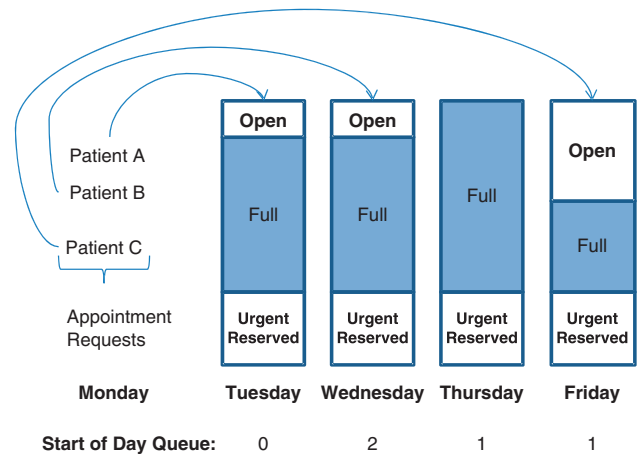 Open
Open
Patient A
Open
Patient B
Full
Full
Full
Patient C
Full
Appointment
Requests
Urgent
Reserved
Urgent
Reserved
Urgent
Reserved
Urgent
Reserved
Monday
Tuesday
Wednesday
Thursday
Friday
Start of Day Queue: 0 2 1 1